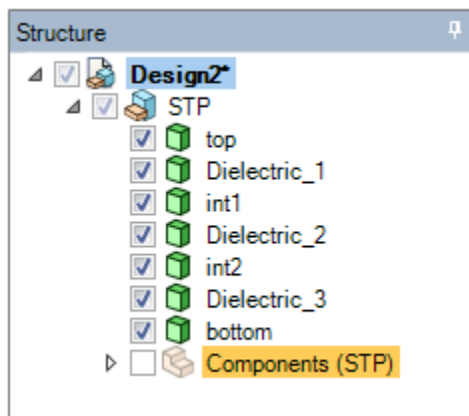 Structure
Design2*
STP
top
Dielectric_1
int1
Dielectric_2
int2
Dielectric_3
bottom
Components (STP)